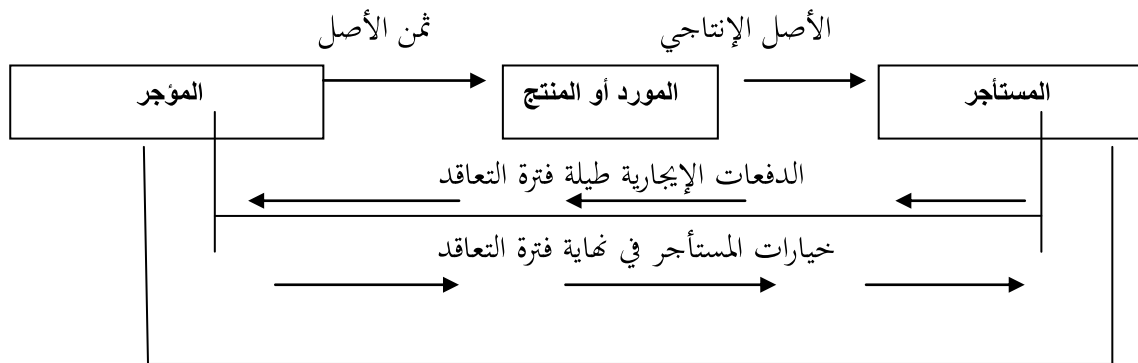 الأصل الإنتاجي
ثمن الأصل
المستأجر
المورد أو المنتج
المؤجر
الدفعات الإيجارية طيلة فترة التعاقد
خيارات المستأجر في نهاية فترة التعاقد